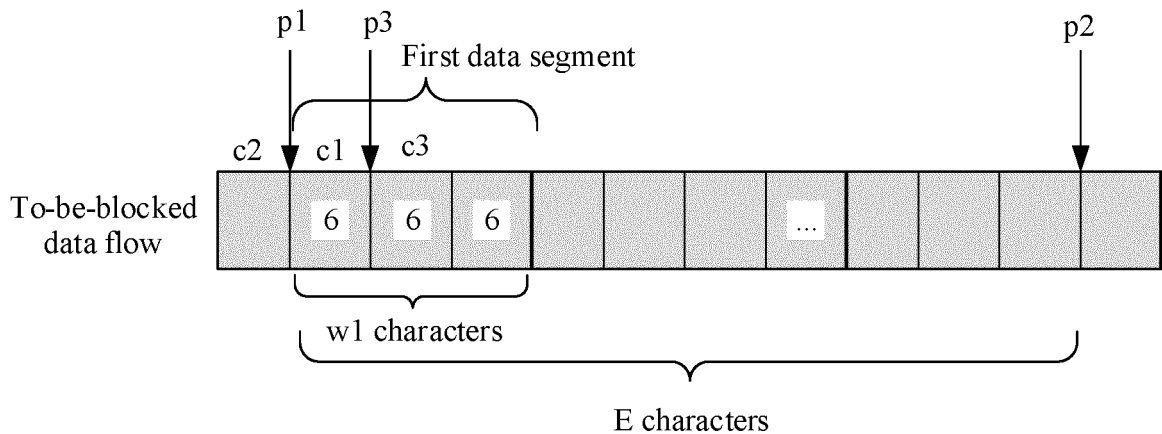 p1 p3 p2
First data segment
c2 c1 c3
To-be-blocked
data flow
6 6 6 ...
w1 characters
E characters